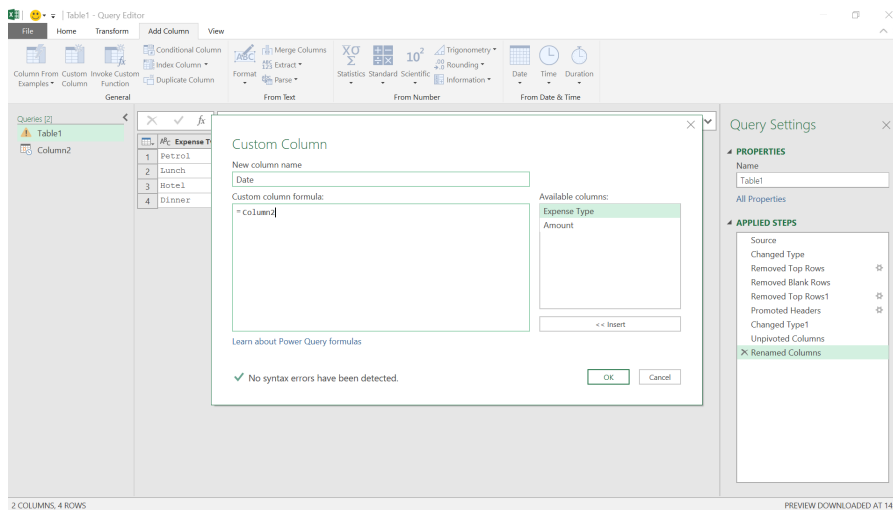 Table1 - Query Editor
File Home Transform Add Column View
Column From Examples Custom Column Invoke Custom Function
Conditional Column
Index Column
Duplicate Column
General
Format
Merge Columns
Extract
Parse
From Text
Statistics Standard Scientific
Trigonometry
Rounding
Information
From Number
Date Time Duration
From Date & Time
Queries [2]
Table1
Column2
fx
Expense
1 Petrol
2 Lunch
3 Hotel
4 Dinner
Custom Column
New column name
Date
Custom column formula:
= Column2
Available columns:
Expense Type
Amount
<< Insert
Learn about Power Query formulas
No syntax errors have been detected.
OK Cancel
Query Settings
PROPERTIES
Name
Table1
All Properties
APPLIED STEPS
Source
Changed Type
Removed Top Rows
Removed Blank Rows
Removed Top Rows1
Promoted Headers
Changed Type1
Unpivoted Columns
Renamed Columns
2 COLUMNS, 4 ROWS
PREVIEW DOWNLOADED AT 14